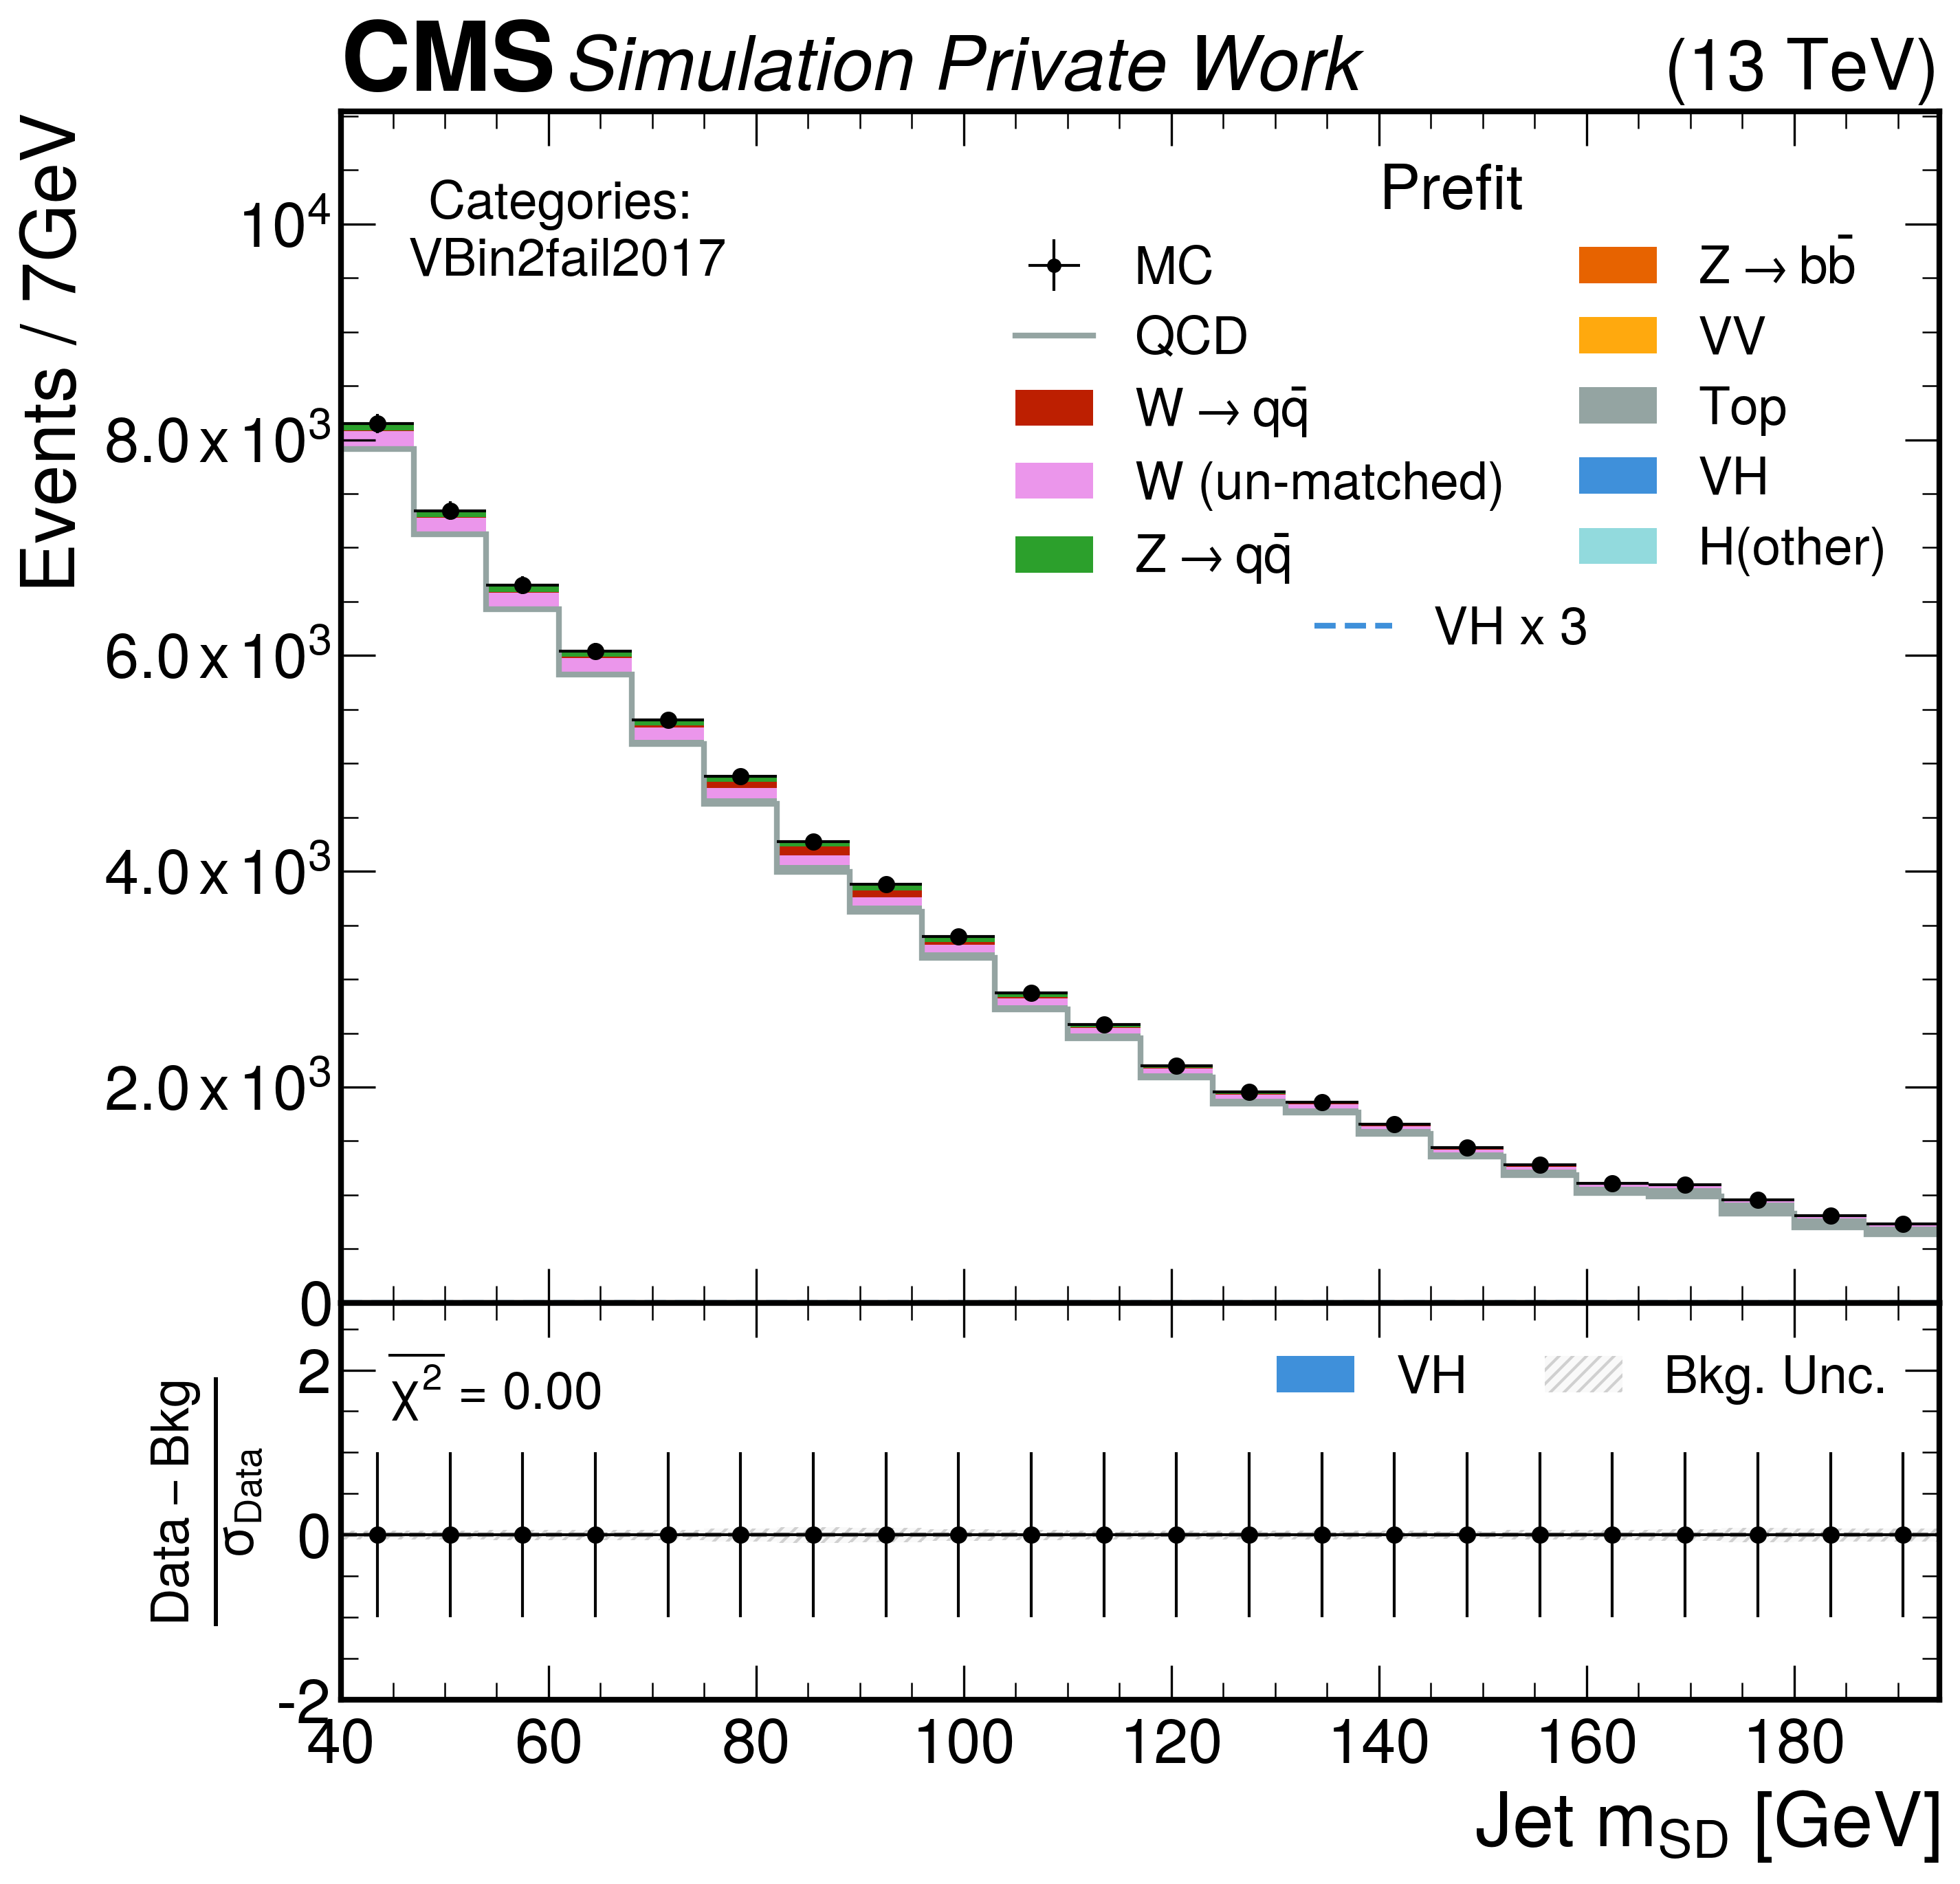 CMS Simulation Private Work (13 TeV)
Events / 7GeV
Categories:
VBin2fail2017
Prefit
MC
QCD
W → qq̄
W (un-matched)
Z → qq̄
Z → bb̄
VV
Top
VH
H(other)
VH x 3
10⁴
8.0 x 10³
6.0 x 10³
4.0 x 10³
2.0 x 10³
0
Data − Bkg
σ_Data
χ² = 0.00
VH
Bkg. Unc.
2
0
-2
40 60 80 100 120 140 160 180
Jet m_SD [GeV]